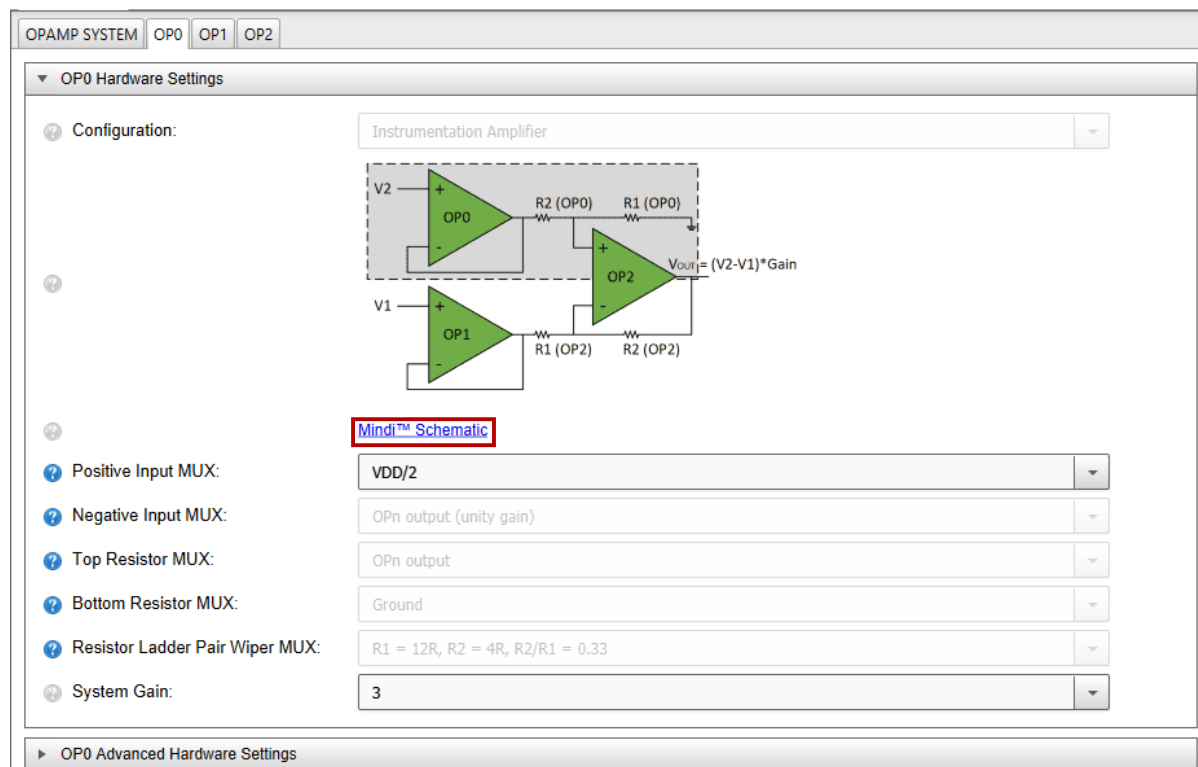 OPAMP SYSTEM OP0 OP1 OP2
OP0 Hardware Settings
Configuration: Instrumentation Amplifier
V2 + OP0 - R2 (OP0) R1 (OP0)
+ OP2 - VOUT = (V2-V1)*Gain
V1 + OP1 - R1 (OP2) R2 (OP2)
Mindi™ Schematic
Positive Input MUX: VDD/2
Negative Input MUX: OPn output (unity gain)
Top Resistor MUX: OPn output
Bottom Resistor MUX: Ground
Resistor Ladder Pair Wiper MUX: R1 = 12R, R2 = 4R, R2/R1 = 0.33
System Gain: 3
OP0 Advanced Hardware Settings